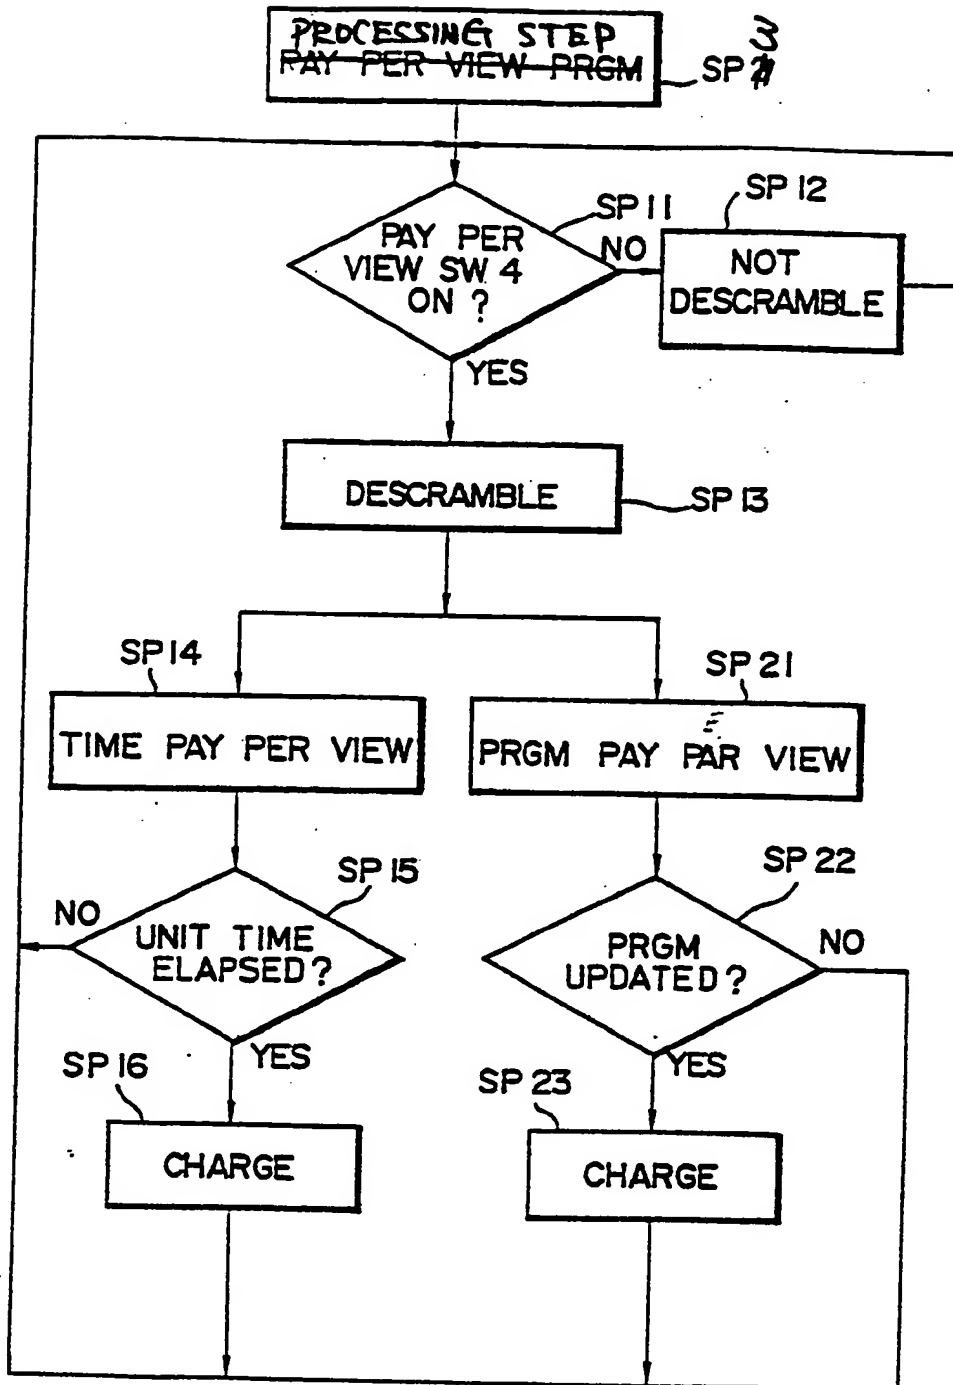 PROCESSING STEP
PAY PER VIEW PRGM
SP 3
SP 11
SP 12
PAY PER
VIEW SW 4
ON ?
NO
NOT
DESCRAMBLE
YES
DESCRAMBLE
SP 13
SP 14
SP 21
TIME PAY PER VIEW
E
PRGM PAY PAR VIEW
SP 15
SP 22
NO
UNIT TIME
ELAPSED ?
PRGM
UPDATED ?
NO
YES
YES
SP 16
SP 23
CHARGE
CHARGE